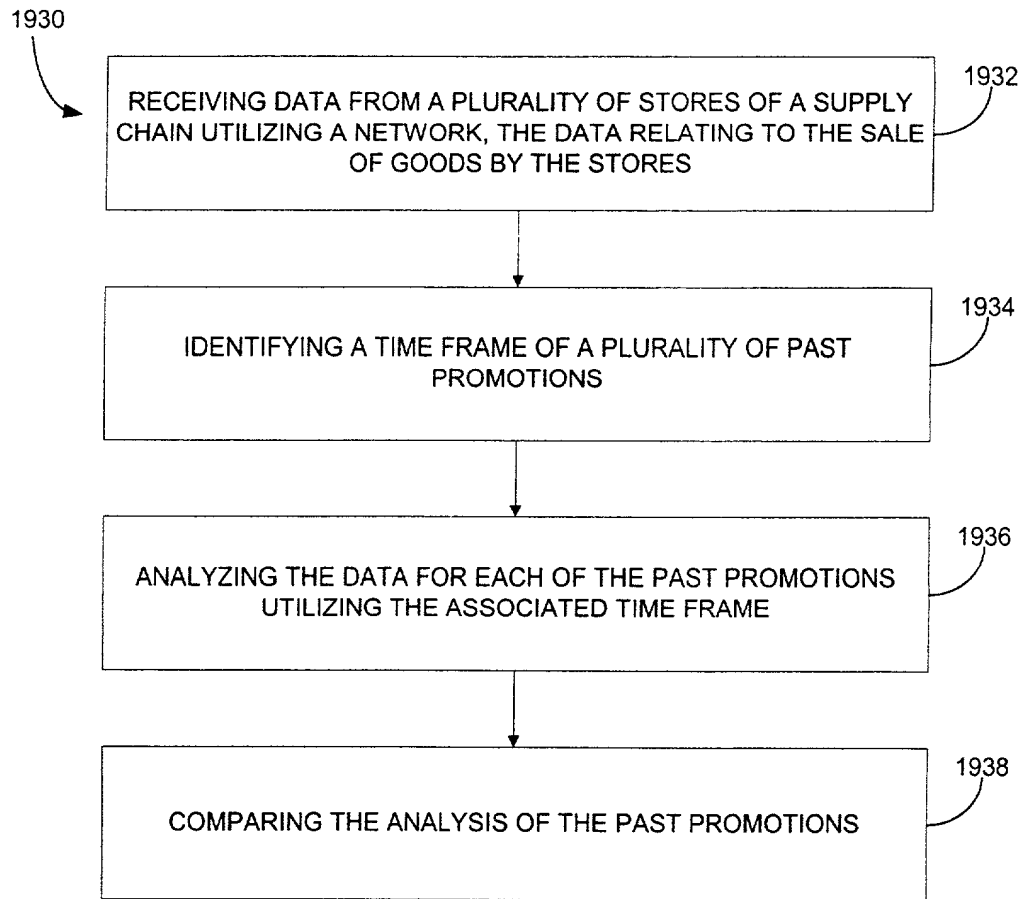 1930
1932
RECEIVING DATA FROM A PLURALITY OF STORES OF A SUPPLY
CHAIN UTILIZING A NETWORK, THE DATA RELATING TO THE SALE
OF GOODS BY THE STORES
1934
IDENTIFYING A TIME FRAME OF A PLURALITY OF PAST
PROMOTIONS
1936
ANALYZING THE DATA FOR EACH OF THE PAST PROMOTIONS
UTILIZING THE ASSOCIATED TIME FRAME
1938
COMPARING THE ANALYSIS OF THE PAST PROMOTIONS